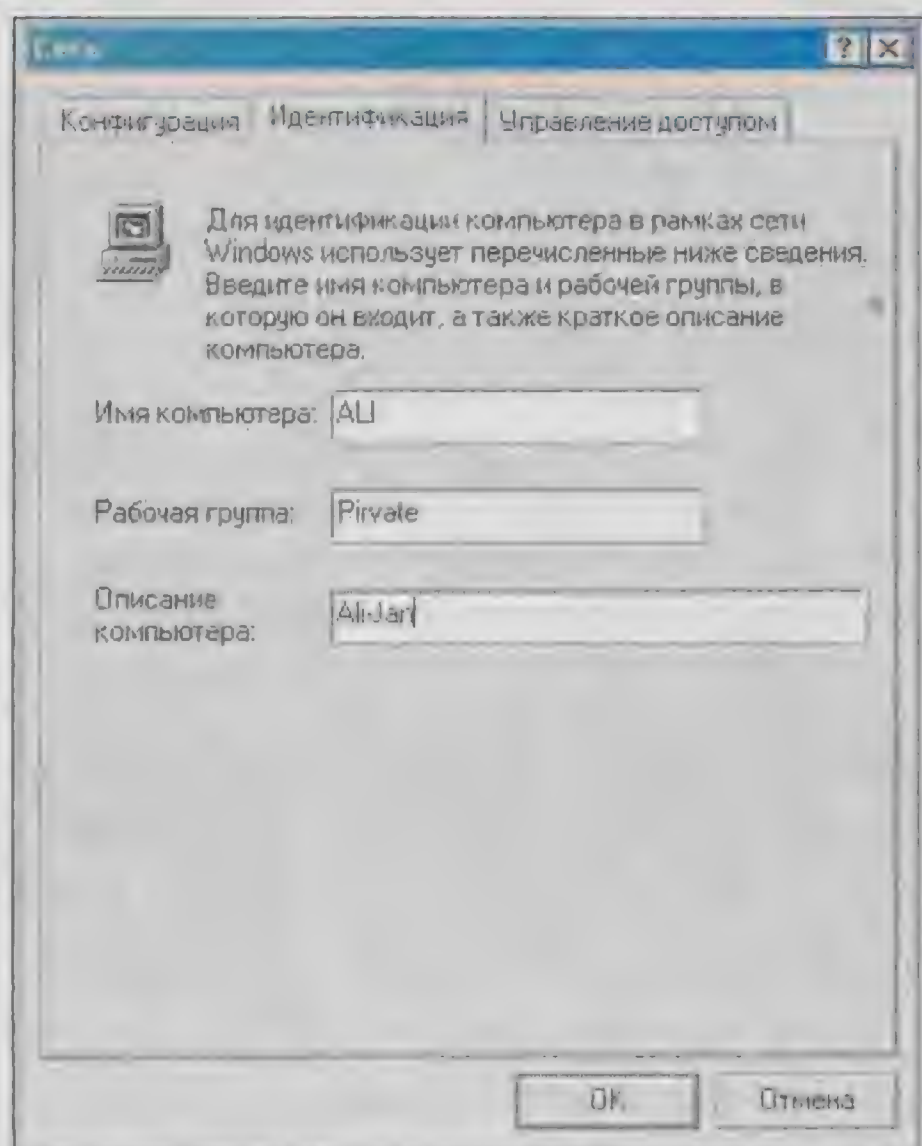 Сеть
? ×
Конфигурация Идентификация Управление доступом
Для идентификации компьютера в рамках сети
Windows использует перечисленные ниже сведения.
Введите имя компьютера и рабочей группы, в
которую он входит, а также краткое описание
компьютера.
Имя компьютера: ALI
Рабочая группа: Pirvate
Описание
компьютера: Ali-Jan
OK Отмена